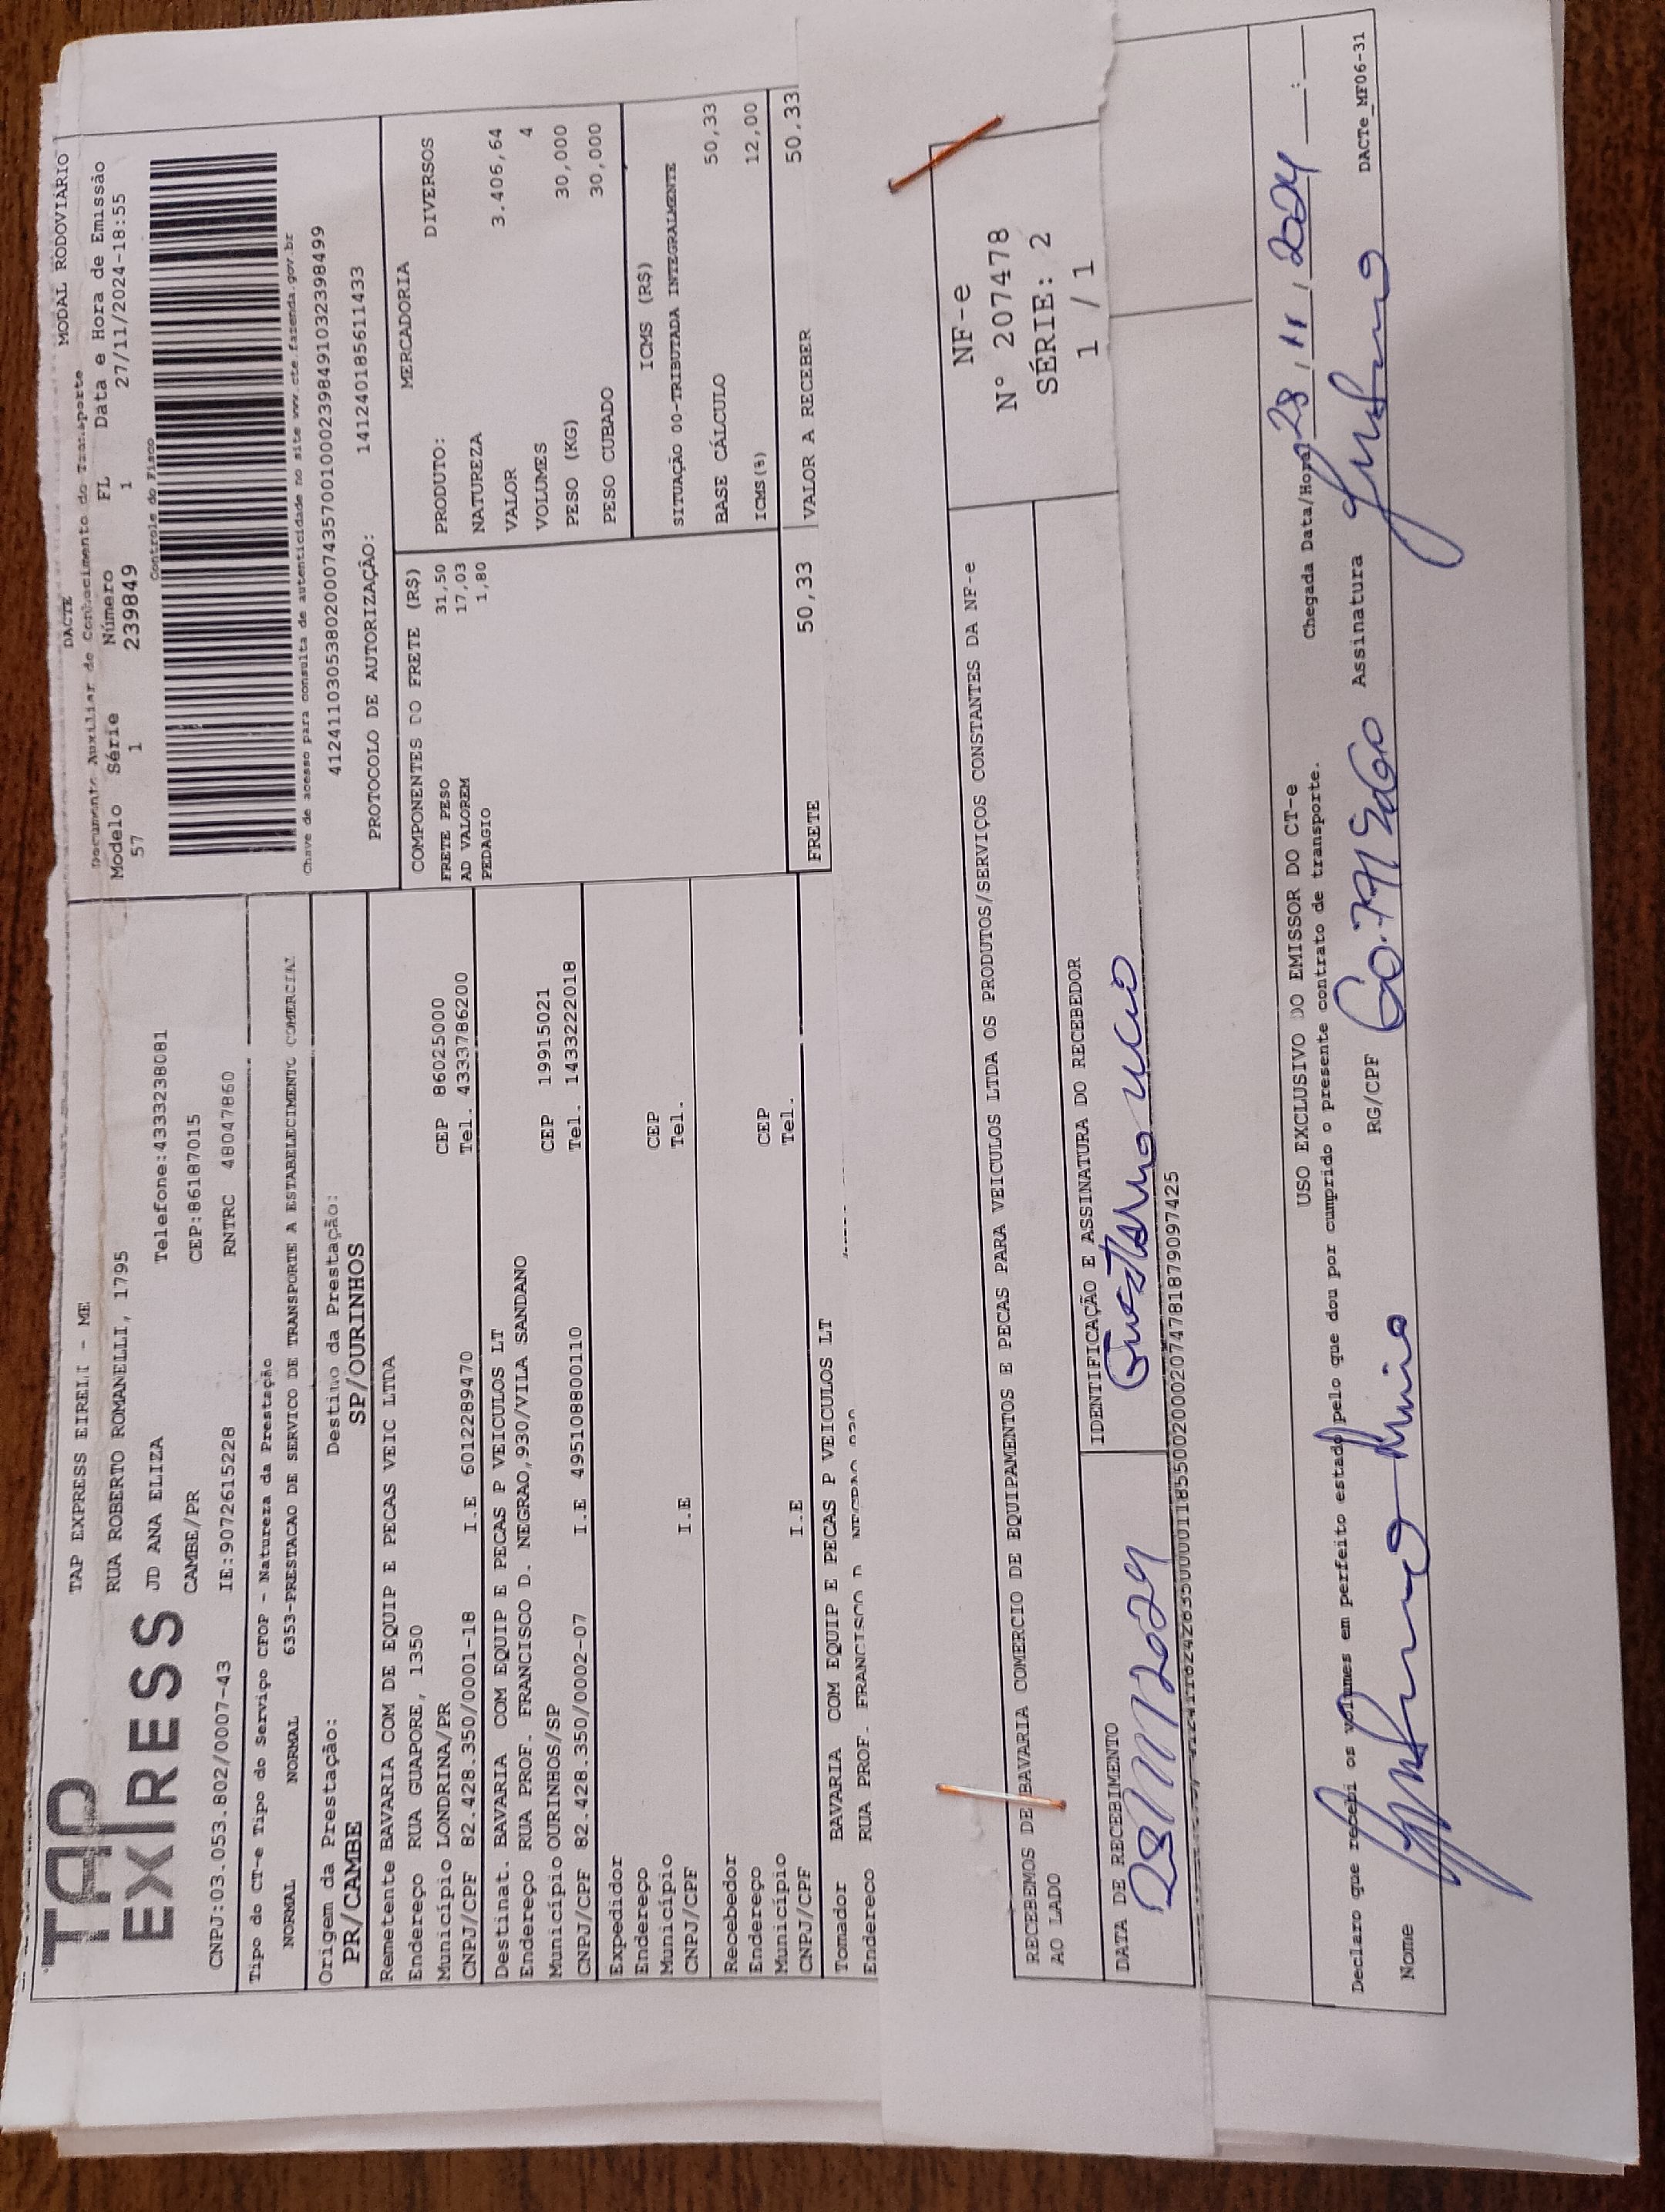 TAP
EXPRESS
TAP EXPRESS EIRELI - ME
RUA ROBERTO ROMANELLI, 1795
JD ANA ELIZA Telefone:4333238081
CAMBE/PR CEP:86187015
CNPJ:03.053.802/0007-43 IE:9072615228 RNTRC 48047860
Tipo do CT-e Tipo do Serviço CFOP - Natureza da Prestação
NORMAL NORMAL 6353-PRESTACAO DE SERVICO DE TRANSPORTE A ESTABELECIMENTO COMERCIAL
Origem da Prestação: Destino da Prestação:
PR/CAMBE SP/OURINHOS
DACTE MODAL RODOVIÁRIO
Documento Auxiliar de Conhecimento do Transporte
Modelo Série Número FL Data e Hora de Emissão
57 1 239849 1 27/11/2024-18:55
Controle do Fisco
Chave de acesso para consulta de autenticidade no site www.cte.fazenda.gov.br
41241103053802000743570010002398491032398499
PROTOCOLO DE AUTORIZAÇÃO: 141240185611433
Remetente BAVARIA COM DE EQUIP E PECAS VEIC LTDA
Endereço RUA GUAPORE, 1350
Município LONDRINA/PR CEP 86025000
CNPJ/CPF 82.428.350/0001-18 I.E 6012289470 Tel. 4333786200
Destinat. BAVARIA COM EQUIP E PECAS P VEICULOS LT
Endereço RUA PROF. FRANCISCO D. NEGRAO,930/VILA SANDANO
Município OURINHOS/SP CEP 19915021
CNPJ/CPF 82.428.350/0002-07 I.E 495108800110 Tel. 1433222018
Expedidor
Endereço
Município CEP
CNPJ/CPF I.E Tel.
Recebedor
Endereço
Município CEP
CNPJ/CPF I.E Tel.
Tomador BAVARIA COM EQUIP E PECAS P VEICULOS LT
Endereco RUA PROF. FRANCISCO D NEGRAO 930
COMPONENTES DO FRETE (R$)
FRETE PESO 31,50
AD VALOREM 17,03
PEDAGIO 1,80
FRETE 50,33
MERCADORIA
PRODUTO: DIVERSOS
NATUREZA
VALOR 3.406,64
VOLUMES 4
PESO (KG) 30,000
PESO CUBADO 30,000
ICMS (R$)
SITUAÇÃO 00-TRIBUTADA INTEGRALMENTE
BASE CÁLCULO 50,33
ICMS(%) 12,00
VALOR A RECEBER 50,33
RECEBEMOS DE BAVARIA COMERCIO DE EQUIPAMENTOS E PECAS PARA VEICULOS LTDA OS PRODUTOS/SERVIÇOS CONSTANTES DA NF-e
AO LADO
NF-e
Nº 207478
SÉRIE: 2
1 / 1
DATA DE RECEBIMENTO IDENTIFICAÇÃO E ASSINATURA DO RECEBEDOR
28/11/2024 Gustavo
USO EXCLUSIVO DO EMISSOR DO CT-e
Declaro que recebi os volumes em perfeito estado pelo que dou por cumprido o presente contrato de transporte.
Chegada Data/Hora 28/11/2024 :
Nome RG/CPF Assinatura
DACTe_MF06-31